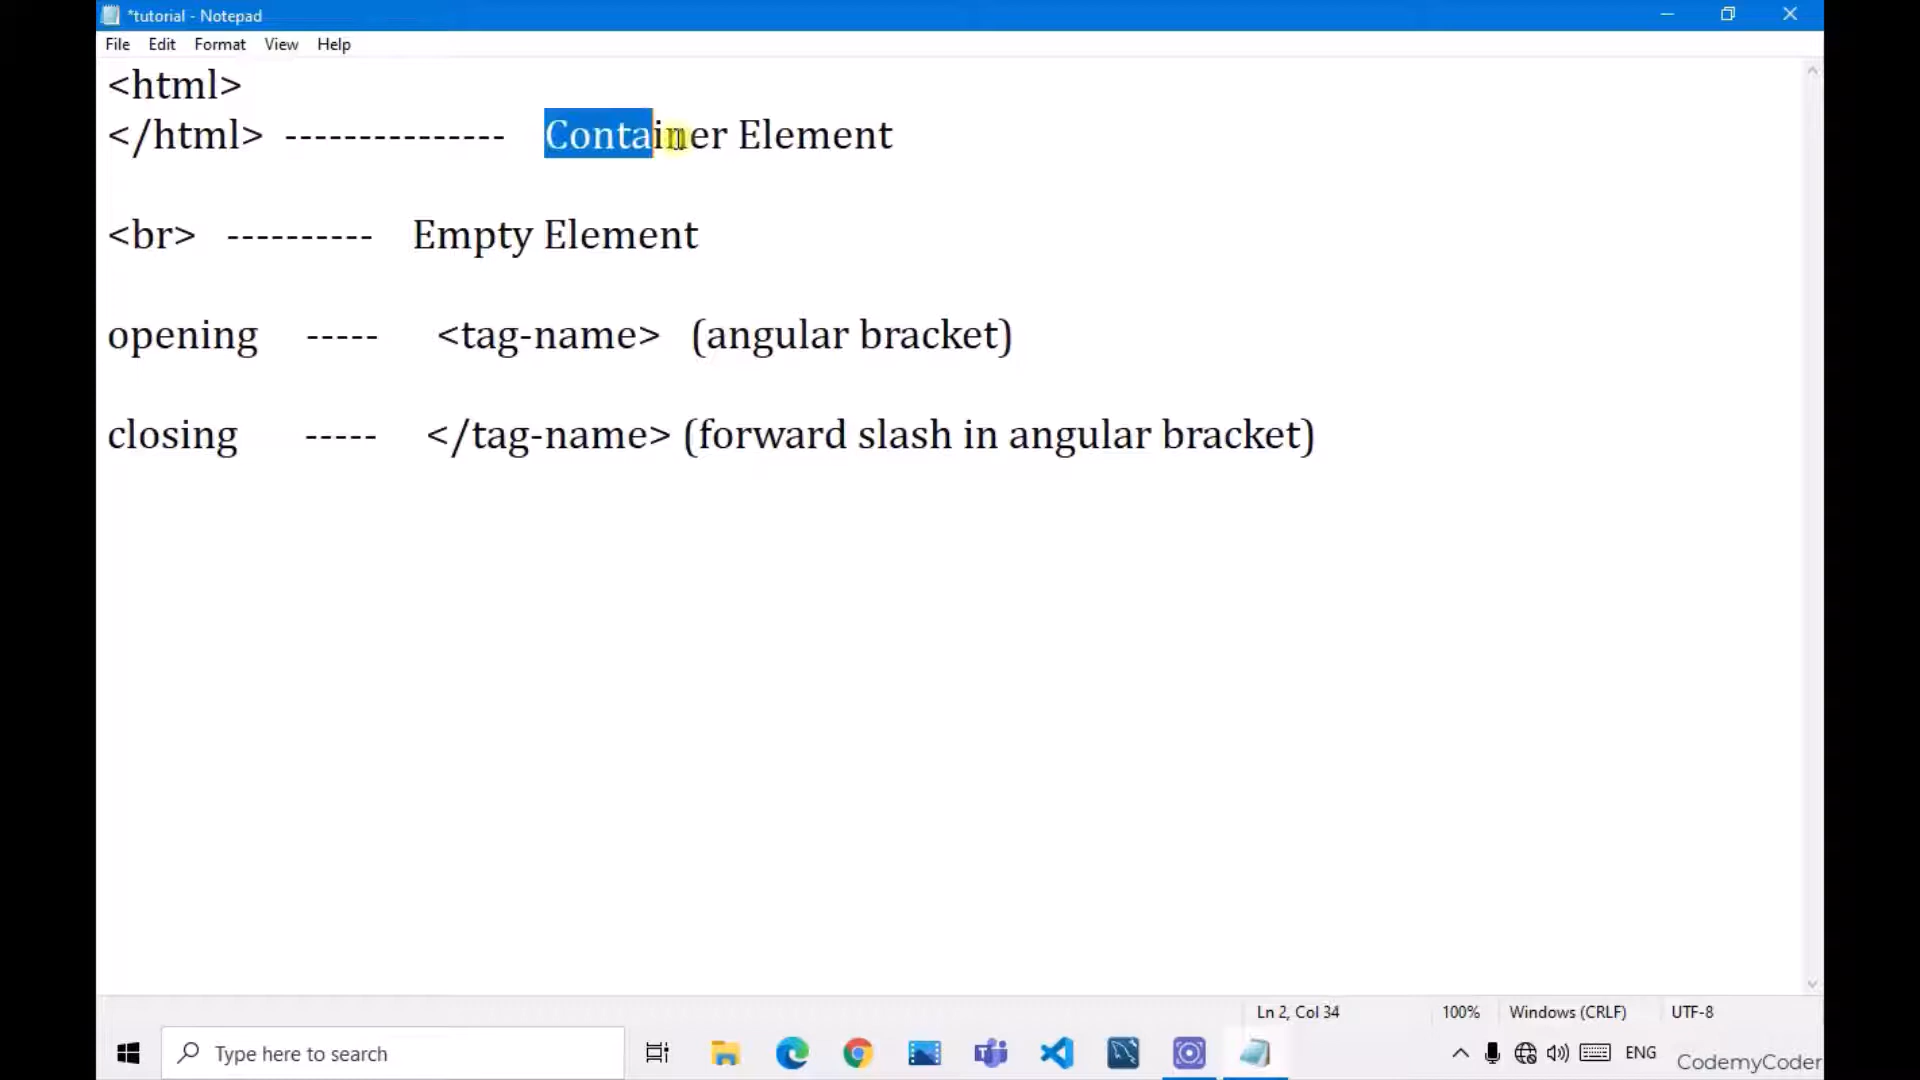 *tutorial - Notepad
File Edit Format View Help
<html>
</html> --------------- Container Element
<br> ---------- Empty Element
opening ----- <tag-name> (angular bracket)
closing ----- </tag-name> (forward slash in angular bracket)
Ln 2, Col 34 100% Windows (CRLF) UTF-8
Type here to search
ENG
CodemyCoder